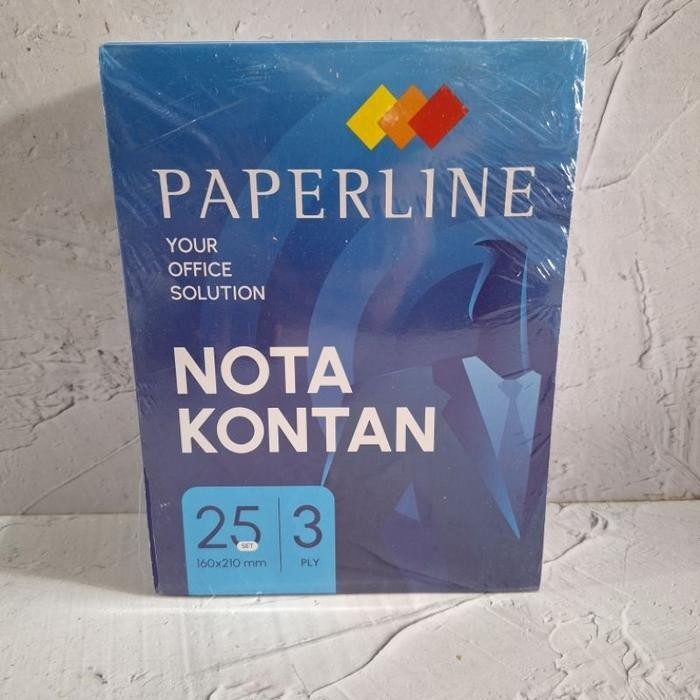 PAPERLINE
YOUR
OFFICE
SOLUTION
NOTA
KONTAN
25 3
SET
160x210 mm PLY